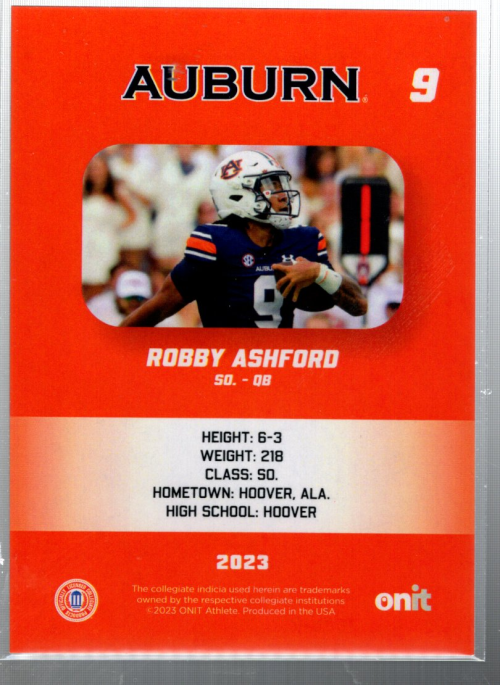 AUBURN
9
AUBURN
9
ROBBY ASHFORD
SO. - QB
HEIGHT: 6-3
WEIGHT: 218
CLASS: SO.
HOMETOWN: HOOVER, ALA.
HIGH SCHOOL: HOOVER
2023
The collegiate indicia used herein are trademarks
owned by the respective collegiate institutions.
©2023 ONIT Athlete. Produced in the USA
onit